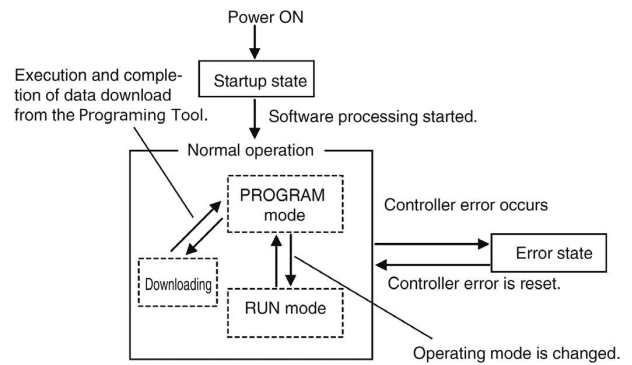 Power ON
Startup state
Execution and comple-
tion of data download
from the Programing Tool.
Software processing started.
Normal operation
PROGRAM
mode
Controller error occurs
Error state
Downloading
Controller error is reset.
RUN mode
Operating mode is changed.